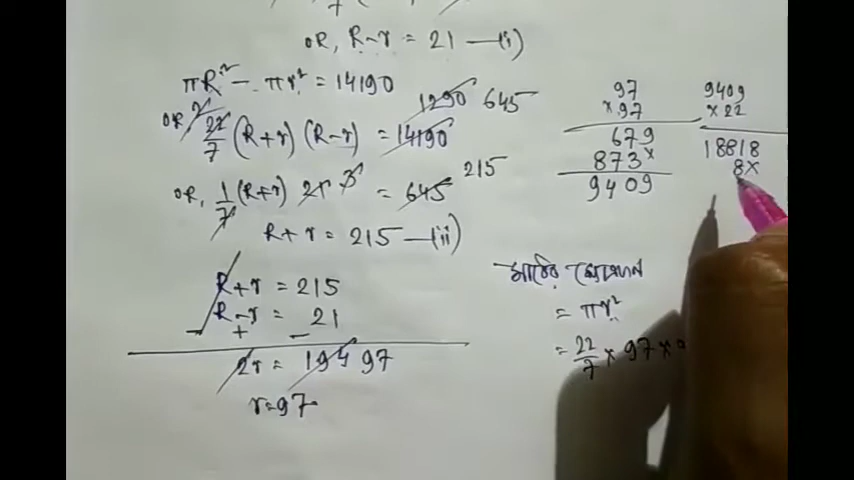 OR, R-r = 21 —(i)
πR² - πr² = 14190
1290 645
OR, 22/7 (R+r) (R-r) = 14190
OR, 1/7 (R+r) 21 3 = 645 215
R+r = 215 —(ii)
R+r = 215
R-r = 21
- + -
2r = 194 97
r=97
97
×97
679
873×
9409
9409
×22
18818
8×
মাঠের ক্ষেত্রফল
= πr²
= 22/7 × 97 ×